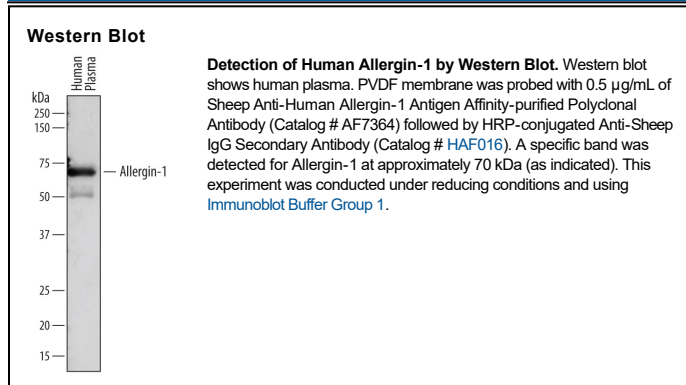 Western Blot
Human
Plasma
kDa
250
150
75
Allergin-1
50
37
25
20
15
Detection of Human Allergin-1 by Western Blot. Western blot
shows human plasma. PVDF membrane was probed with 0.5 µg/mL of
Sheep Anti-Human Allergin-1 Antigen Affinity-purified Polyclonal
Antibody (Catalog # AF7364) followed by HRP-conjugated Anti-Sheep
IgG Secondary Antibody (Catalog # HAF016). A specific band was
detected for Allergin-1 at approximately 70 kDa (as indicated). This
experiment was conducted under reducing conditions and using
Immunoblot Buffer Group 1.